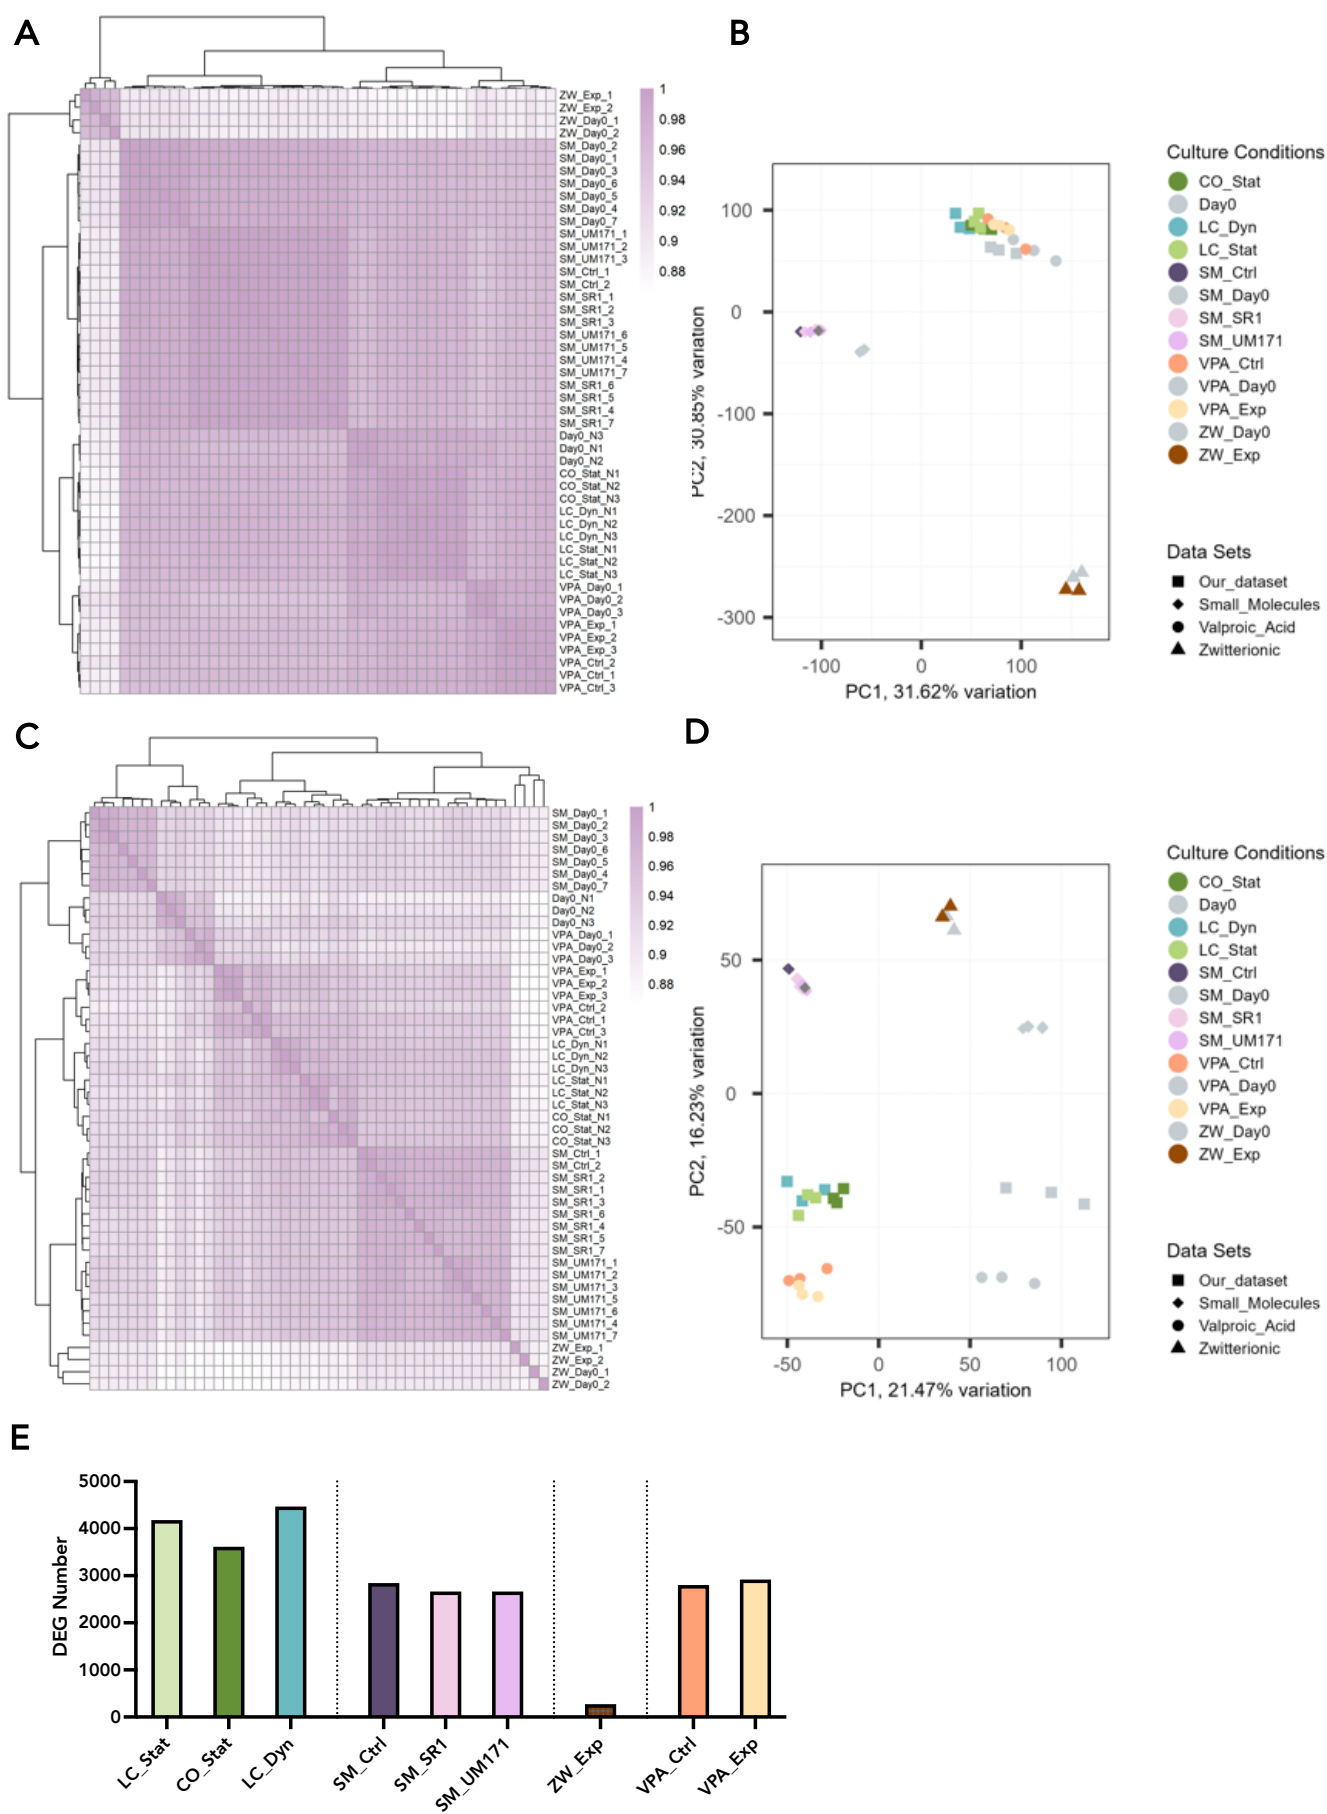 A
1
0.98
0.96
0.94
0.92
0.9
0.88
ZW_Exp_1
ZW_Exp_2
ZW_Day0_1
ZW_Day0_2
SM_Day0_2
SM_Day0_1
SM_Day0_3
SM_Day0_6
SM_Day0_5
SM_Day0_4
SM_Day0_7
SM_UM171_1
SM_UM171_2
SM_UM171_3
SM_Ctrl_1
SM_Ctrl_2
SM_SR1_1
SM_SR1_2
SM_SR1_3
SM_UM171_6
SM_UM171_5
SM_UM171_4
SM_UM171_7
SM_SR1_6
SM_SR1_5
SM_SR1_4
SM_SR1_7
Day0_N3
Day0_N1
Day0_N2
CO_Stat_N1
CO_Stat_N2
CO_Stat_N3
LC_Dyn_N1
LC_Dyn_N2
LC_Dyn_N3
LC_Stat_N1
LC_Stat_N2
LC_Stat_N3
VPA_Day0_1
VPA_Day0_2
VPA_Day0_3
VPA_Exp_1
VPA_Exp_2
VPA_Exp_3
VPA_Ctrl_2
VPA_Ctrl_1
VPA_Ctrl_3
B
PC2, 30.85% variation
100
0
-100
-200
-300
-100
0
100
PC1, 31.62% variation
Culture Conditions
CO_Stat
Day0
LC_Dyn
LC_Stat
SM_Ctrl
SM_Day0
SM_SR1
SM_UM171
VPA_Ctrl
VPA_Day0
VPA_Exp
ZW_Day0
ZW_Exp
Data Sets
Our_dataset
Small_Molecules
Valproic_Acid
Zwitterionic
C
1
0.98
0.96
0.94
0.92
0.9
0.88
SM_Day0_1
SM_Day0_2
SM_Day0_3
SM_Day0_6
SM_Day0_5
SM_Day0_4
SM_Day0_7
Day0_N1
Day0_N2
Day0_N3
VPA_Day0_1
VPA_Day0_2
VPA_Day0_3
VPA_Exp_1
VPA_Exp_2
VPA_Exp_3
VPA_Ctrl_2
VPA_Ctrl_1
VPA_Ctrl_3
LC_Dyn_N1
LC_Dyn_N2
LC_Dyn_N3
LC_Stat_N1
LC_Stat_N2
LC_Stat_N3
CO_Stat_N1
CO_Stat_N2
CO_Stat_N3
SM_Ctrl_1
SM_Ctrl_2
SM_SR1_2
SM_SR1_1
SM_SR1_3
SM_SR1_6
SM_SR1_4
SM_SR1_5
SM_SR1_7
SM_UM171_1
SM_UM171_2
SM_UM171_3
SM_UM171_5
SM_UM171_6
SM_UM171_4
SM_UM171_7
ZW_Exp_1
ZW_Exp_2
ZW_Day0_1
ZW_Day0_2
D
PC2, 16.23% variation
50
0
-50
-50
0
50
100
PC1, 21.47% variation
Culture Conditions
CO_Stat
Day0
LC_Dyn
LC_Stat
SM_Ctrl
SM_Day0
SM_SR1
SM_UM171
VPA_Ctrl
VPA_Day0
VPA_Exp
ZW_Day0
ZW_Exp
Data Sets
Our_dataset
Small_Molecules
Valproic_Acid
Zwitterionic
E
DEG Number
5000
4000
3000
2000
1000
0
LC_Stat
CO_Stat
LC_Dyn
SM_Ctrl
SM_SR1
SM_UM171
ZW_Exp
VPA_Ctrl
VPA_Exp